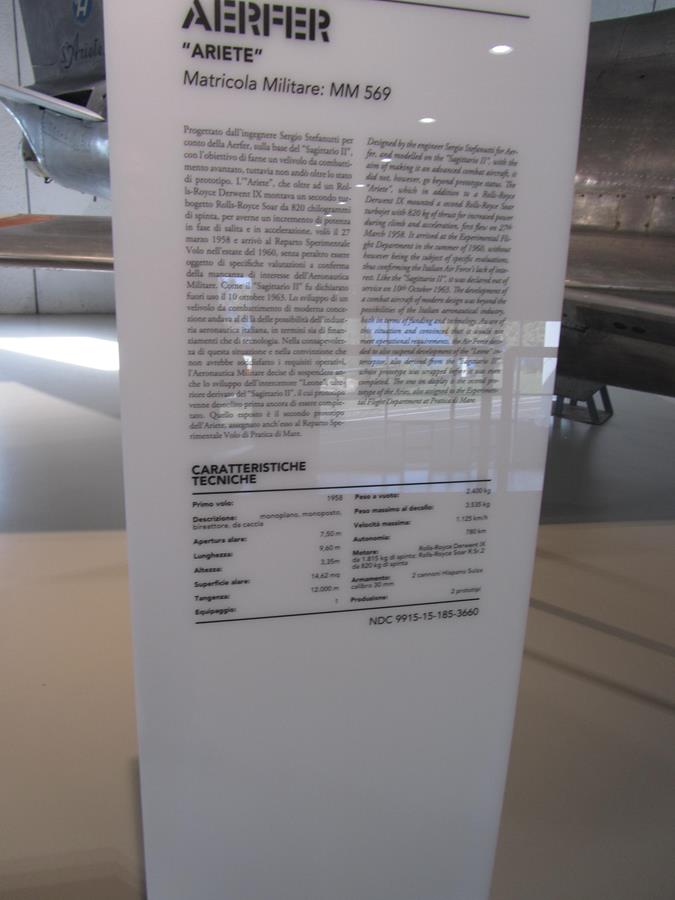 Ariete
AERFER
"ARIETE"
Matricola Militare: MM 569
Progettato dall'ingegnere Sergio Stefanutti per
conto della Aerfer, sulla base del "Sagittario II",
con l'obiettivo di farne un velivolo da combatti-
mento avanzato, tuttavia non andò oltre lo stato
di prototipo. L'"Ariete", che oltre ad un Rol-
ls-Royce Derwent IX montava un secondo tur-
bogetto Rolls-Royce Soar da 820 chilogrammi
di spinta, per averne un incremento di potenza
in fase di salita e in accelerazione, volò il 27
marzo 1958 e arrivò al Reparto Sperimentale
Volo nell'estate del 1960, senza peraltro essere
oggetto di specifiche valutazioni a conferma
della mancanza di interesse dell'Aeronautica
Militare. Come il "Sagittario II" fu dichiarato
fuori uso il 10 ottobre 1963. Lo sviluppo di un
velivolo da combattimento di moderna conce-
zione andava al di là delle possibilità dell'indust-
ria aeronautica italiana, in termini sia di finan-
ziamenti che di tecnologia. Nella consapevolez-
za di questa situazione e nella convinzione che
non avrebbe soddisfatto i requisiti operativi,
l'Aeronautica Militare decise di sospendere an-
che lo sviluppo dell'intercettore "Leone", ulte-
riore derivato del "Sagittario II", il cui prototipo
venne demolito prima ancora di essere comple-
tato. Quello esposto è il secondo prototipo
dell'Ariete, assegnato anch'esso al Reparto Spe-
rimentale Volo di Pratica di Mare.
Designed by the engineer Sergio Stefanutti for Aer-
fer, and modelled on the "Sagittario II", with the
aim of making it an advanced combat aircraft, it
did not, however, go beyond prototype status. The
"Ariete", which in addition to a Rolls-Royce
Derwent IX mounted a second Rolls-Royce Soar
turbojet with 820 kg of thrust for increased power
during climb and acceleration, first flew on 27th
March 1958. It arrived at the Experimental Fli-
ght Department in the summer of 1960, without
however being the subject of specific evaluations,
thus confirming the Italian Air Force's lack of inte-
rest. Like the "Sagittario II", it was declared out of
service on 10th October 1963. The development of
a combat aircraft of modern design was beyond the
possibilities of the Italian aeronautical industry,
both in terms of funding and technology. Aware of
this situation and convinced that it would not
meet operational requirements, the Air Force deci-
ded to also suspend development of the "Leone" in-
terceptor, also derived from the "Sagittario II",
whose prototype was scrapped before it was even
completed. The one on display is the second pro-
totype of the Aries, also assigned to the Experimen-
tal Flight Department at Pratica di Mare.
CARATTERISTICHE
TECNICHE
Primo volo: 1958
Descrizione: monoplano, monoposto,
bireattore, da caccia
Apertura alare: 7,50 m
Lunghezza: 9,60 m
Altezza: 3,35m
Superficie alare: 14,62 mq
Tangenza: 12.000 m
Equipaggio: 1
Peso a vuoto: 2.400 kg
Peso massimo al decollo: 3.535 kg
Velocità massima: 1.125 km/h
Autonomia: 780 km
Motore: Rolls-Royce Derwent IX
da 1.815 kg di spinta; Rolls-Royce Soar R.Sr.2
da 820 kg di spinta
Armamento: 2 cannoni Hispano Suiza
calibro 30 mm
Produzione: 2 prototipi
NDC 9915-15-185-3660